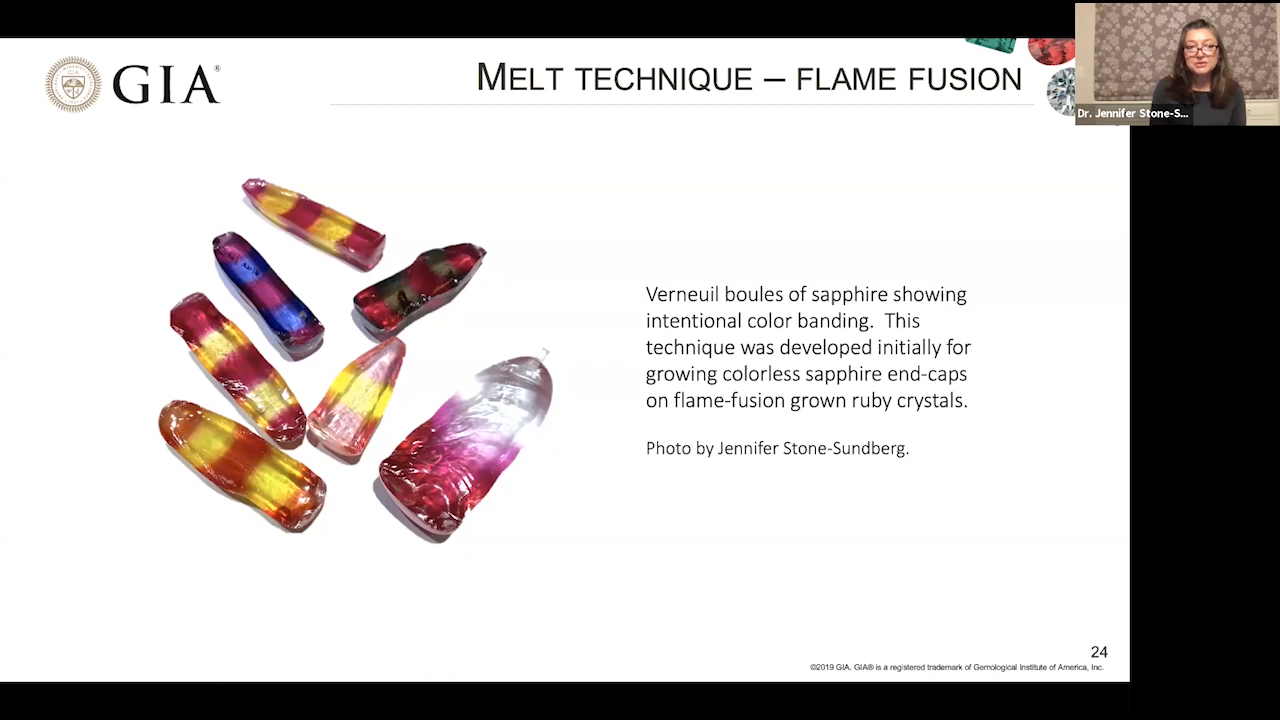 GIA®
MELT TECHNIQUE – FLAME FUSION
Dr. Jennifer Stone-S...
Verneuil boules of sapphire showing
intentional color banding. This
technique was developed initially for
growing colorless sapphire end-caps
on flame-fusion grown ruby crystals.
Photo by Jennifer Stone-Sundberg.
24
©2019 GIA. GIA® is a registered trademark of Gemological Institute of America, Inc.